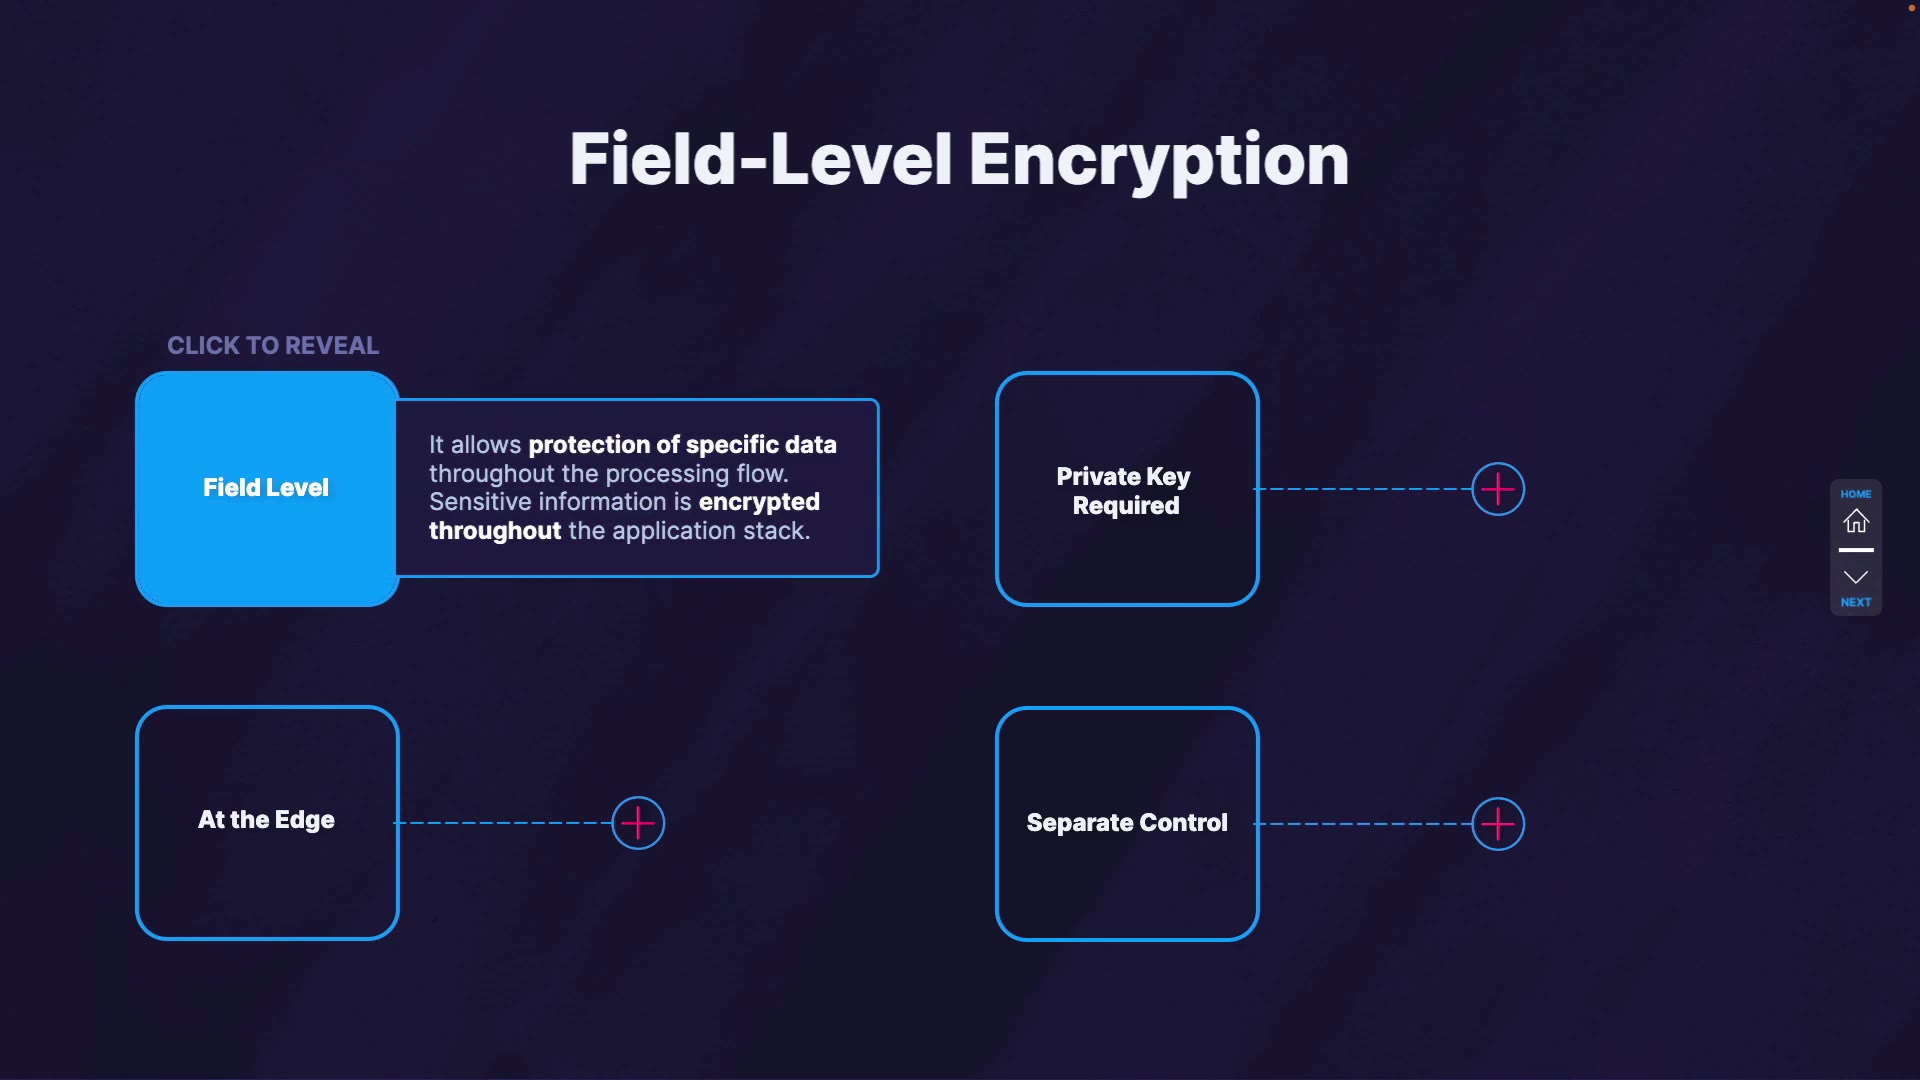 Field-Level Encryption
CLICK TO REVEAL
Field Level
It allows protection of specific data
throughout the processing flow.
Sensitive information is encrypted
throughout the application stack.
Private Key
Required
At the Edge
Separate Control
HOME
NEXT